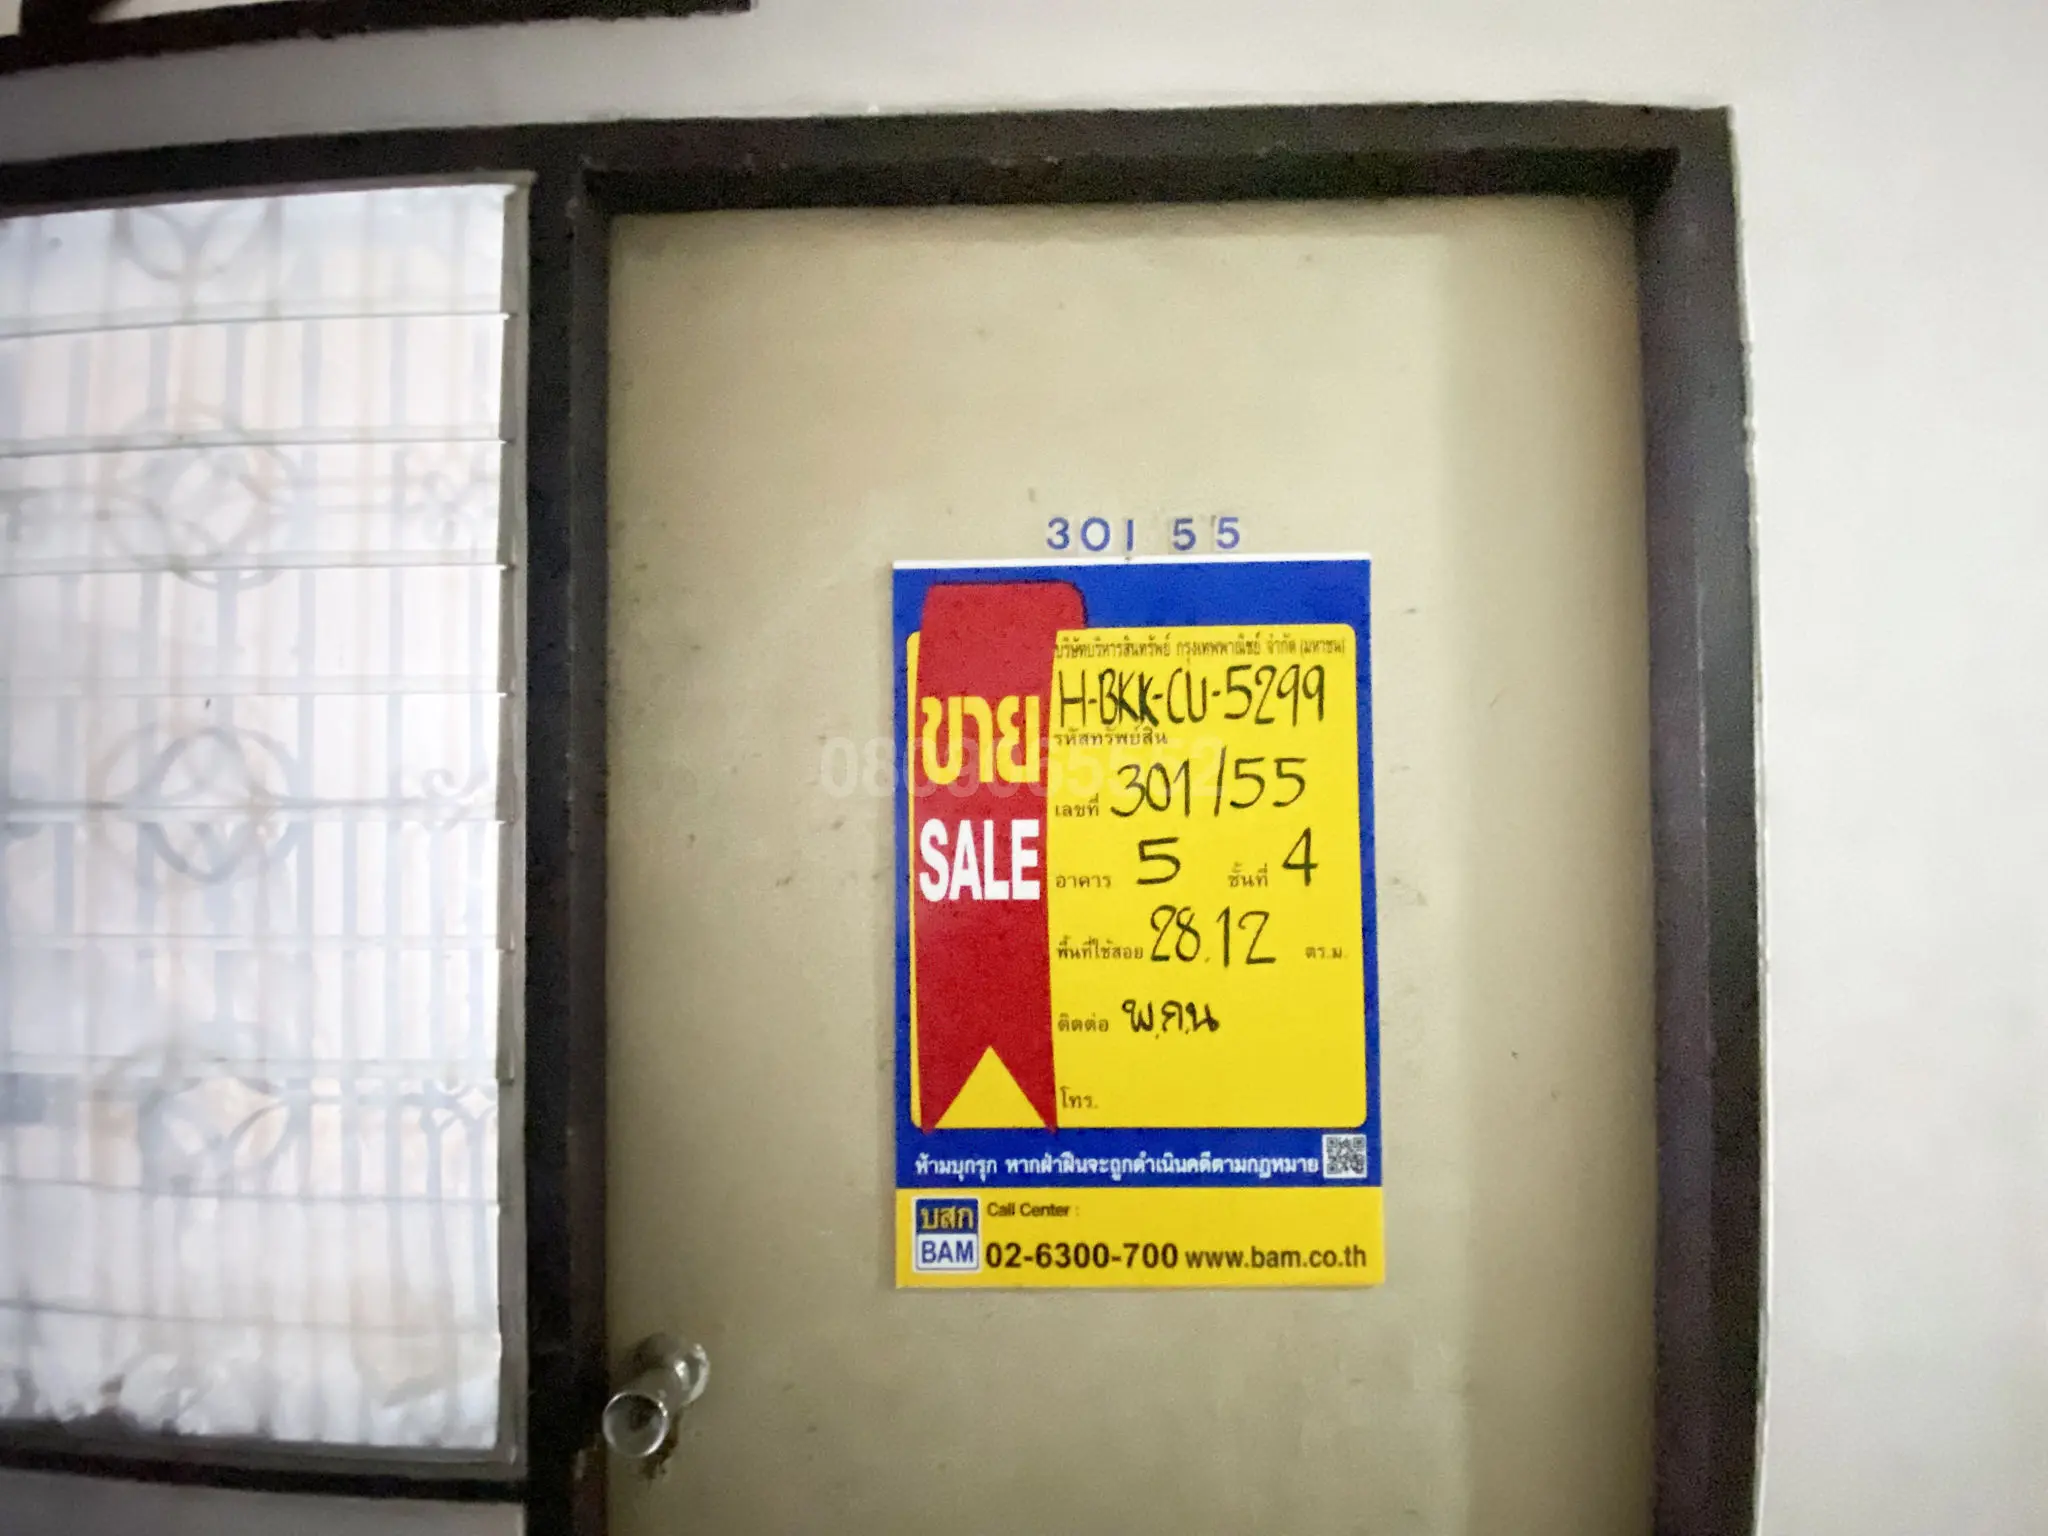 301 55
บริษัทบริหารสินทรัพย์ กรุงเทพพาณิชย์ จำกัด (มหาชน)
ขาย
SALE
H-BKK-CU-5299
รหัสทรัพย์สิน
เลขที่ 301/55
อาคาร 5 ชั้นที่ 4
พื้นที่ใช้สอย 28.12 ตร.ม.
ติดต่อ พ.ค.น
โทร.
ห้ามบุกรุก หากฝ่าฝืนจะถูกดำเนินคดีตามกฎหมาย
บสก
BAM
Call Center :
02-6300-700 www.bam.co.th